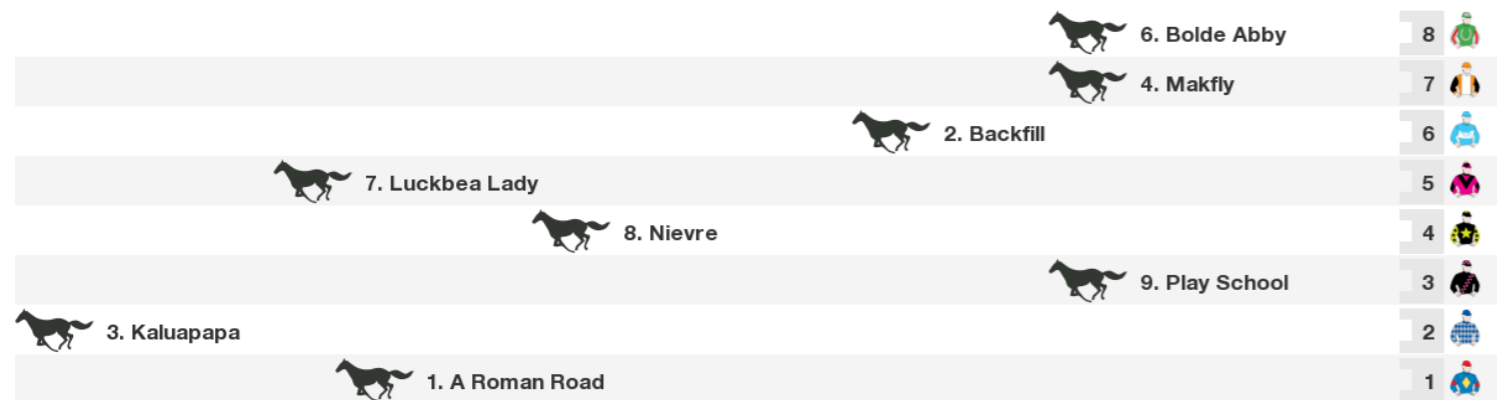 6. Bolde Abby 8
4. Makfly 7
2. Backfill 6
7. Luckbea Lady 5
8. Nievre 4
9. Play School 3
3. Kaluapapa 2
1. A Roman Road 1